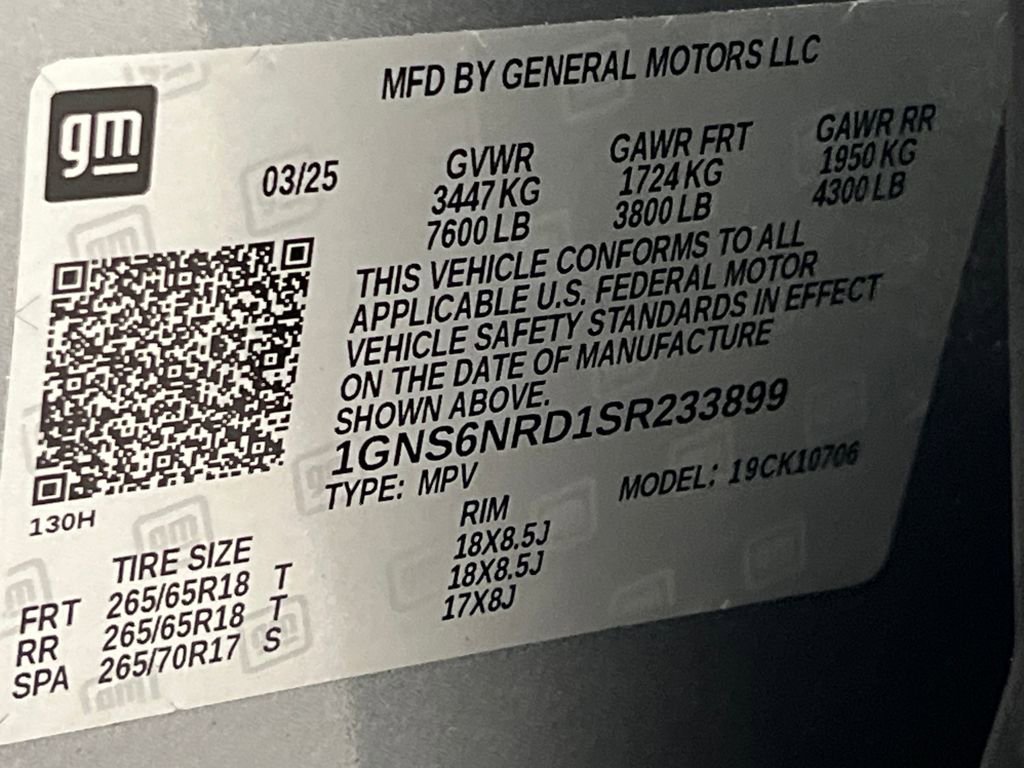 MFD BY GENERAL MOTORS LLC
gm
03/25
GVWR GAWR FRT GAWR RR
3447 KG 1724 KG 1950 KG
7600 LB 3800 LB 4300 LB
THIS VEHICLE CONFORMS TO ALL
APPLICABLE U.S. FEDERAL MOTOR
VEHICLE SAFETY STANDARDS IN EFFECT
ON THE DATE OF MANUFACTURE
SHOWN ABOVE.
1GNS6NRD1SR233899
TYPE: MPV MODEL: 19CK10706
130H
TIRE SIZE RIM
FRT 265/65R18 T 18X8.5J
RR 265/65R18 T 18X8.5J
SPA 265/70R17 S 17X8J